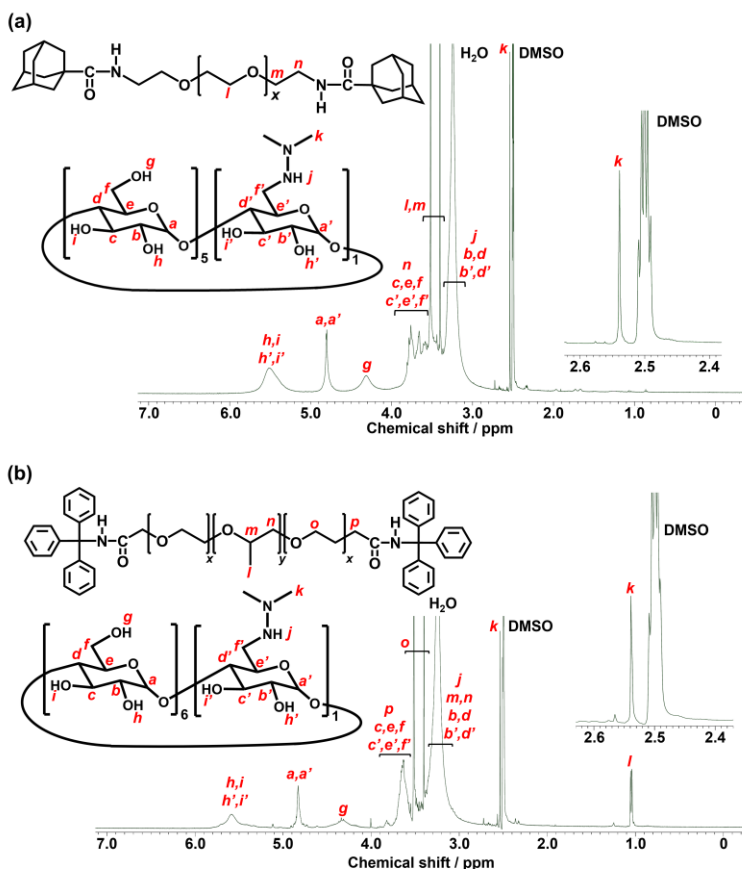 (a)
H
N
O
O
l
O
x
m
n
N
H
O
k
H₂O
DMSO
DMSO
k
k
N
g
OH
f
f'
NH
j
d
e
O
a
HO
i
c
b
OH
h
O
5
d'
e'
O
a'
HO
i'
c'
b'
OH
h'
O
1
l,m
j
b,d
b',d'
n
c,e,f
c',e',f'
a,a'
h,i
h',i'
g
2.6 2.5 2.4
7.0 6.0 5.0 4.0 3.0 2.0 1.0 0
Chemical shift / ppm
(b)
H
N
O
O
x
O
m
l
n
y
O
o
x
p
O
N
H
DMSO
k
k
H₂O
k
DMSO
N
g
OH
f
f'
NH
j
d
e
O
a
HO
i
c
b
OH
h
O
6
d'
e'
O
a'
HO
i'
c'
b'
OH
h'
O
1
o
j
m,n
b,d
b',d'
p
c,e,f
c',e',f'
2.6 2.5 2.4
l
a,a'
h,i
h',i'
g
7.0 6.0 5.0 4.0 3.0 2.0 1.0
Chemical shift / ppm